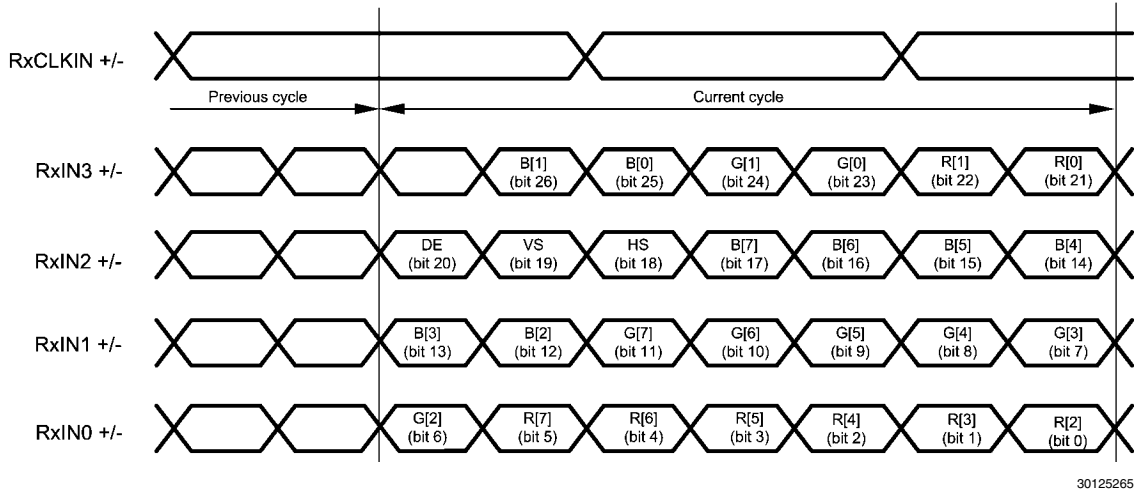 RxCLKIN +/-
Previous cycle
Current cycle
RxIN3 +/-
B[1] B[0] G[1] G[0] R[1] R[0]
(bit 26) (bit 25) (bit 24) (bit 23) (bit 22) (bit 21)
RxIN2 +/-
DE VS HS B[7] B[6] B[5] B[4]
(bit 20) (bit 19) (bit 18) (bit 17) (bit 16) (bit 15) (bit 14)
RxIN1 +/-
B[3] B[2] G[7] G[6] G[5] G[4] G[3]
(bit 13) (bit 12) (bit 11) (bit 10) (bit 9) (bit 8) (bit 7)
RxIN0 +/-
G[2] R[7] R[6] R[5] R[4] R[3] R[2]
(bit 6) (bit 5) (bit 4) (bit 3) (bit 2) (bit 1) (bit 0)
30125265